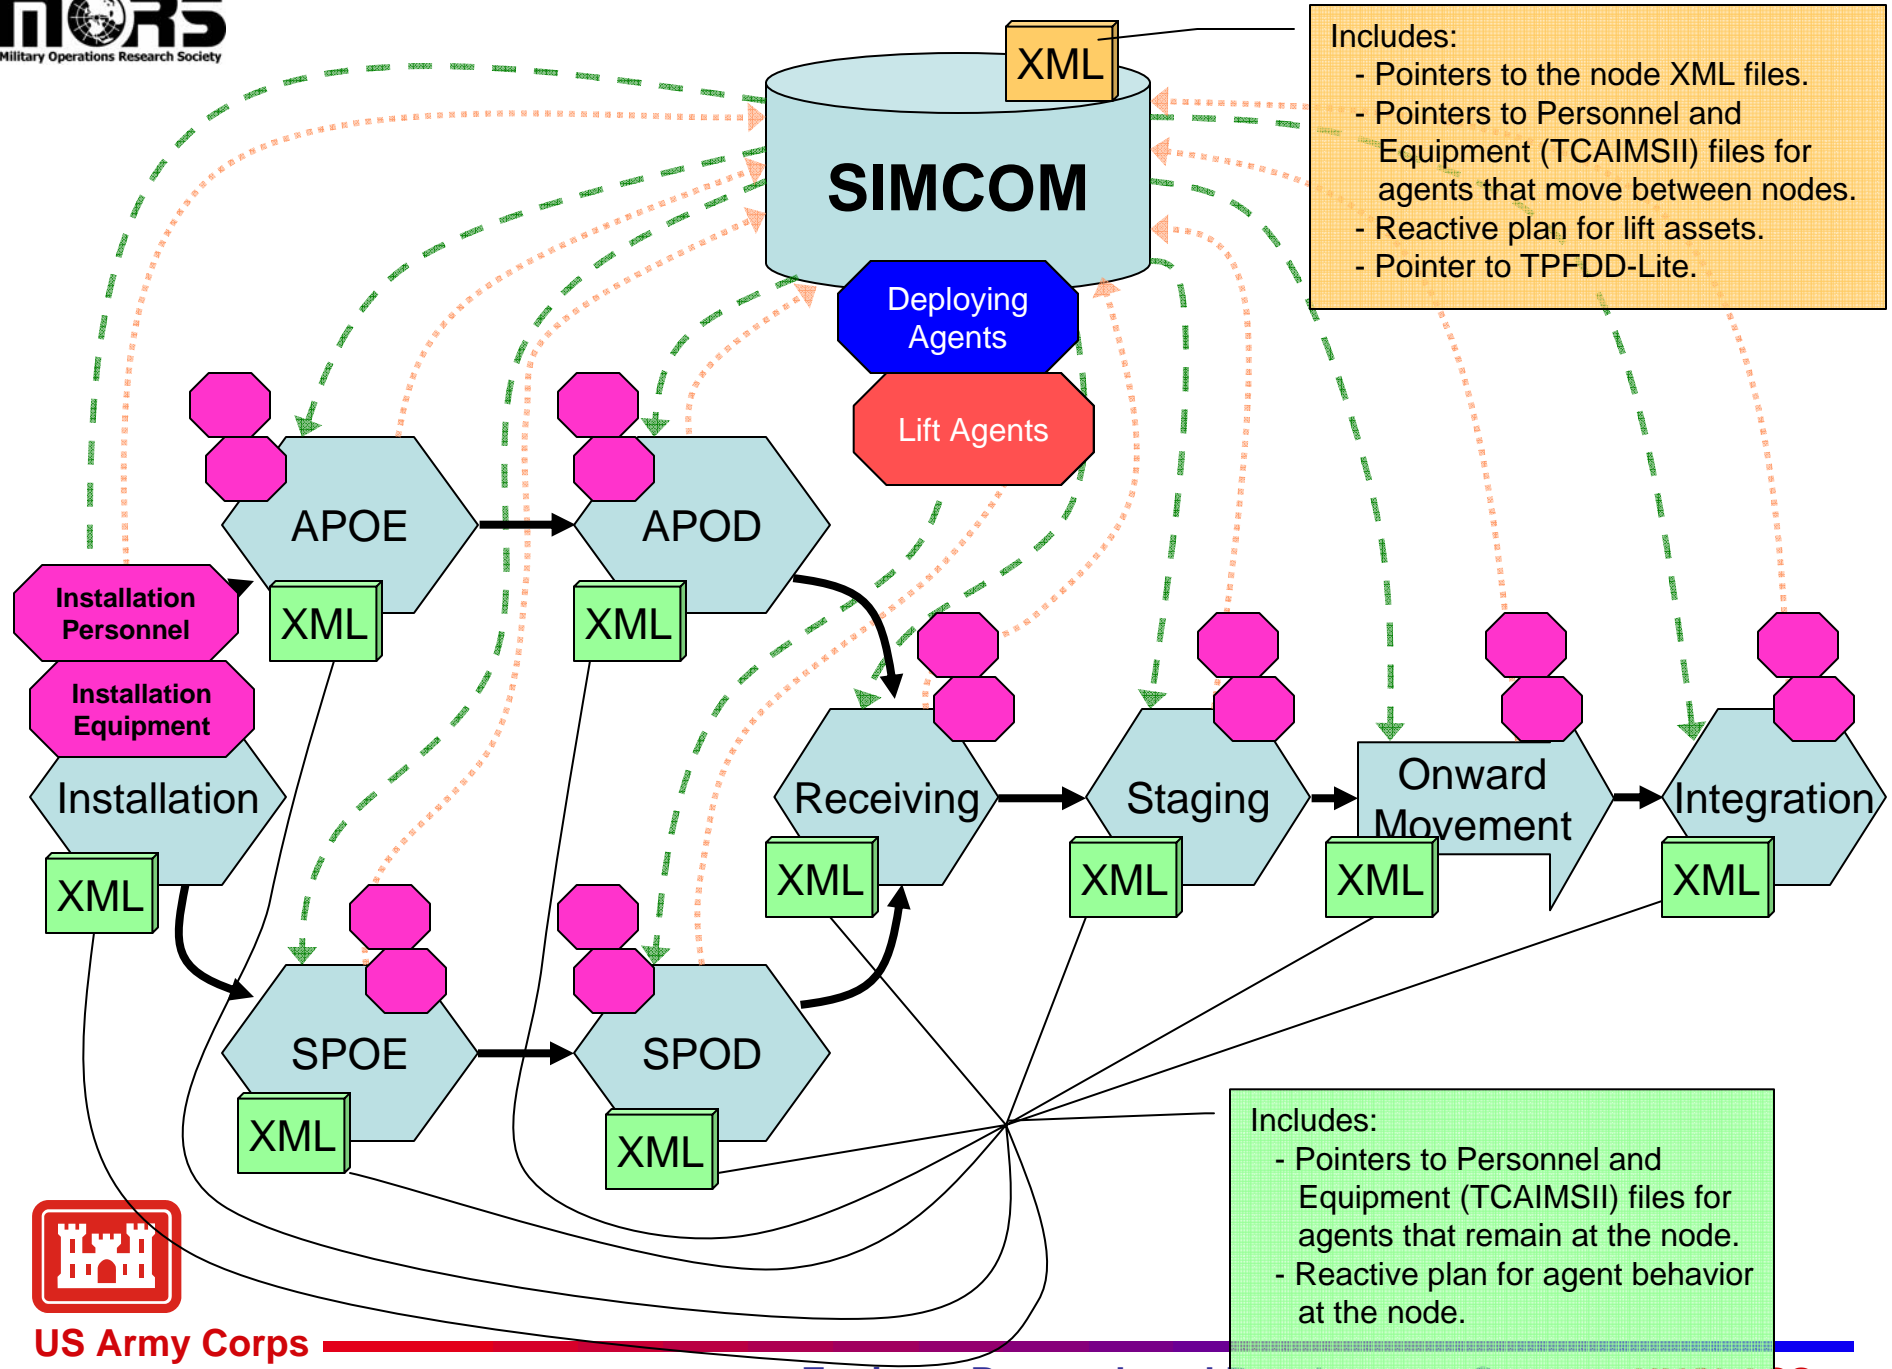 mORS
Military Operations Research Society
XML
SIMCOM
Includes:
- Pointers to the node XML files.
- Pointers to Personnel and
Equipment (TCAIMSII) files for
agents that move between nodes.
- Reactive plan for lift assets.
- Pointer to TPFDD-Lite.
Deploying
Agents
Lift Agents
APOE
XML
APOD
XML
Installation
Personnel
Installation
Equipment
Installation
XML
Receiving
XML
Staging
XML
Onward
Movement
XML
Integration
XML
SPOE
XML
SPOD
XML
Includes:
- Pointers to Personnel and
Equipment (TCAIMSII) files for
agents that remain at the node.
- Reactive plan for agent behavior
at the node.
US Army Corps